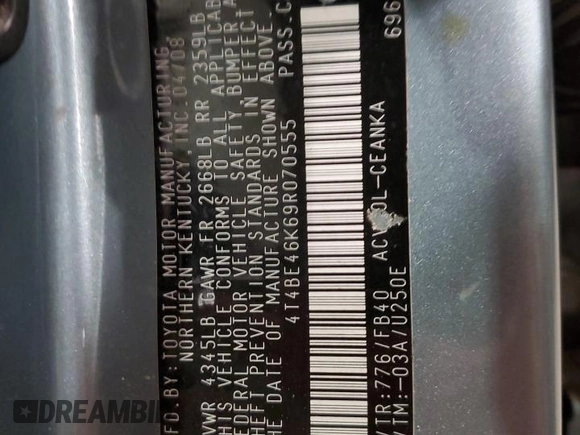 FD.BY:TOYOTA MOTOR MANUFACTURING
NORTHERN KENTUCKY INC.04/08
VWR 4345LB GAWR FR 2668LB RR 2359LB
HIS VEHICLE CONFORMS TO ALL APPLICAB
EDERAL MOTOR VEHICLE SAFETY,BUMPER,A
HEFT PREVENTION STANDARDS IN EFFECT
HE DATE OF MANUFACTURE SHOWN ABOVE.
4T4BE46K69R070555 PASS.C
/TR:776/FB40 ACV40L-CEANKA 696
/TM:-03A/U250E
DREAMBI